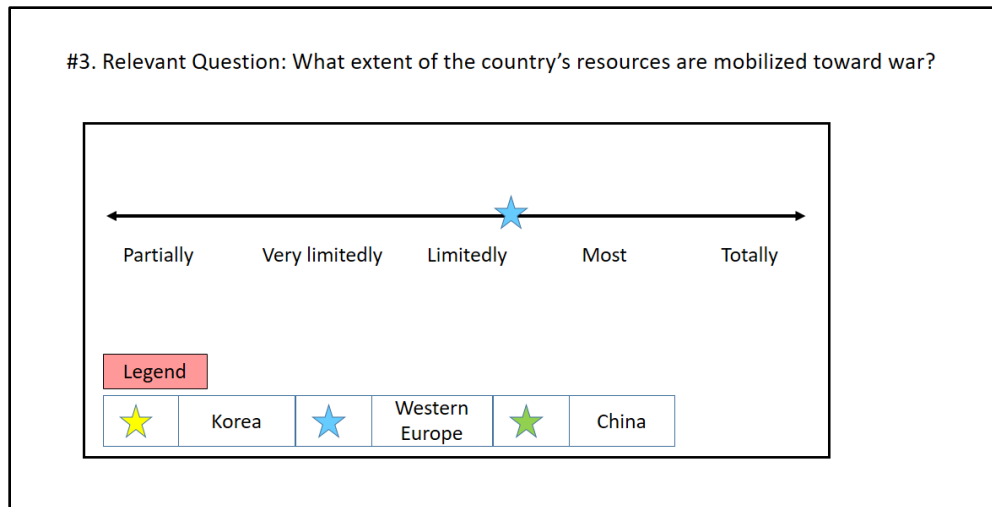 #3. Relevant Question: What extent of the country’s resources are mobilized toward war?
Partially Very limitedly Limitedly Most Totally
Legend
Korea
Western
Europe
China